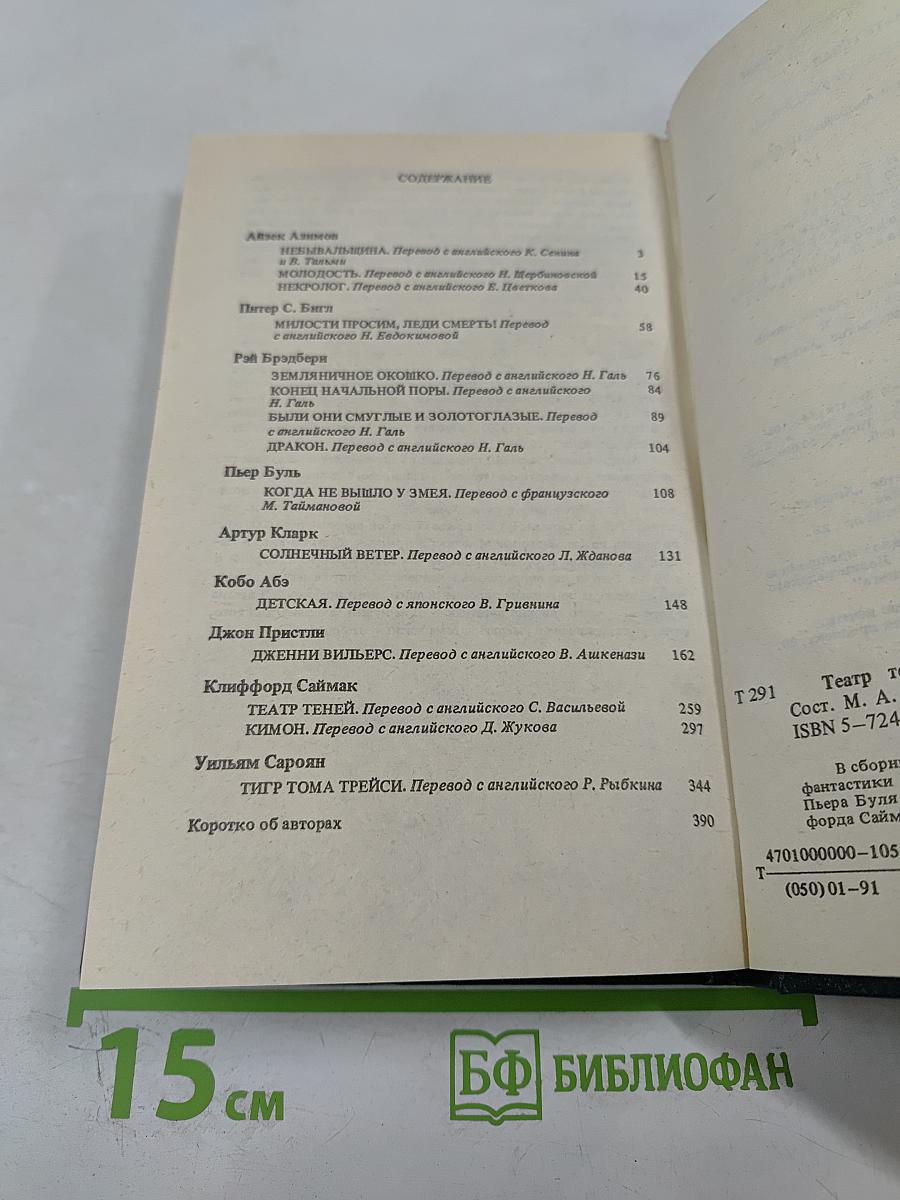 СОДЕРЖАНИЕ
Айзек Азимов
НЕБЫВАЛЬЩИНА. Перевод с английского К. Сенина 3
и В. Тальми
МОЛОДОСТЬ. Перевод с английского Н. Щербиновской 15
НЕКРОЛОГ. Перевод с английского Е. Цветкова 40
Питер С. Бигл
МИЛОСТИ ПРОСИМ, ЛЕДИ СМЕРТЬ! Перевод 58
с английского Н. Евдокимовой
Рэй Брэдбери
ЗЕМЛЯНИЧНОЕ ОКОШКО. Перевод с английского Н. Галь 76
КОНЕЦ НАЧАЛЬНОЙ ПОРЫ. Перевод с английского 84
Н. Галь
БЫЛИ ОНИ СМУГЛЫЕ И ЗОЛОТОГЛАЗЫЕ. Перевод 89
с английского Н. Галь
ДРАКОН. Перевод с английского Н. Галь 104
Пьер Буль
КОГДА НЕ ВЫШЛО У ЗМЕЯ. Перевод с французского 108
М. Таймановой
Артур Кларк
СОЛНЕЧНЫЙ ВЕТЕР. Перевод с английского Л. Жданова 131
Кобо Абэ
ДЕТСКАЯ. Перевод с японского В. Гривнина 148
Джон Пристли
ДЖЕННИ ВИЛЬЕРС. Перевод с английского В. Ашкенази 162
Клиффорд Саймак
ТЕАТР ТЕНЕЙ. Перевод с английского С. Васильевой 259
КИМОН. Перевод с английского Д. Жукова 297
Уильям Сароян
ТИГР ТОМА ТРЕЙСИ. Перевод с английского Р. Рыбкина 344
Коротко об авторах 390
Т 291
Театр те
Сост. М. А.
ISBN 5—724
В сборни
фантастики
Пьера Буля
форда Сайм
4701000000—105
Т
(050) 01—91
15 см
БФ БИБЛИОФАН